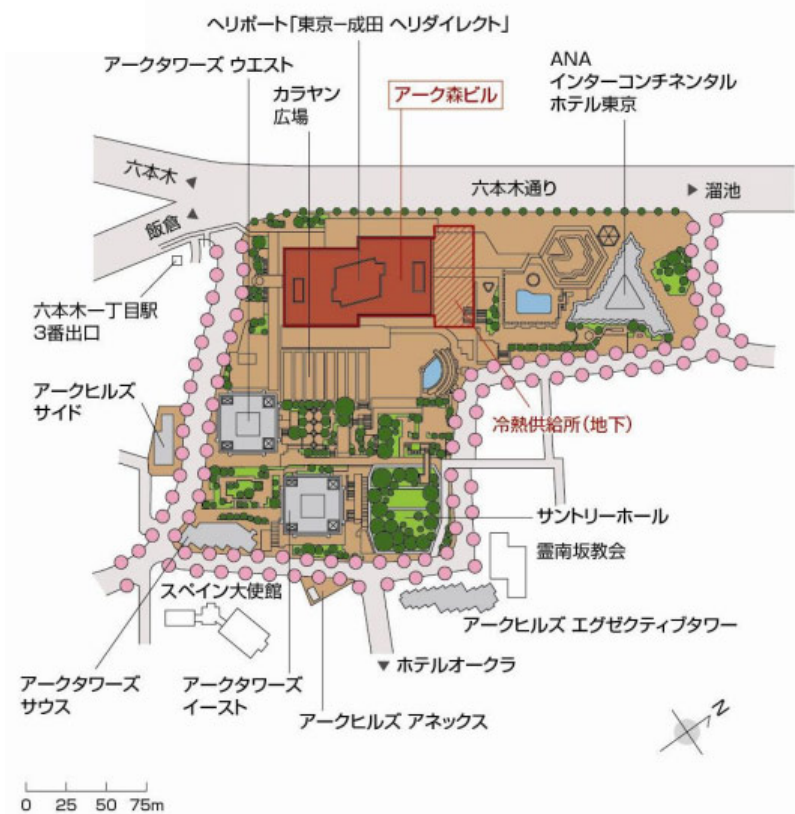 ヘリポート「東京−成田 ヘリダイレクト」
アークタワーズ ウエスト
カラヤン
広場
アーク森ビル
ANA
インターコンチネンタル
ホテル東京
六本木
六本木通り
溜池
飯倉
六本木一丁目駅
3番出口
アークヒルズ
サイド
冷熱供給所(地下)
サントリーホール
霊南坂教会
スペイン大使館
アークヒルズ エグゼクティブタワー
ホテルオークラ
アークタワーズ
サウス
アークタワーズ
イースト
アークヒルズ アネックス
N
0 25 50 75m